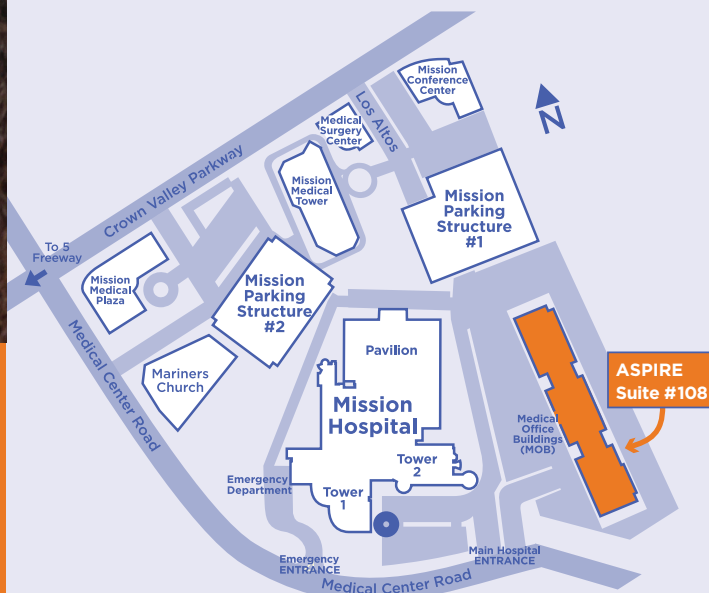 Mission
Conference
Center
Los Altos
N
Medical
Surgery
Center
Crown Valley Parkway
Mission
Medical
Tower
Mission
Parking
Structure
#1
To 5
Freeway
Mission
Medical
Plaza
Mission
Parking
Structure
#2
Medical Center Road
Mariners
Church
Pavilion
Mission
Hospital
ASPIRE
Suite #108
Medical
Office
Buildings
(MOB)
Tower
2
Emergency
Department
Tower
1
Emergency
ENTRANCE
Main Hospital
ENTRANCE
Medical Center Road